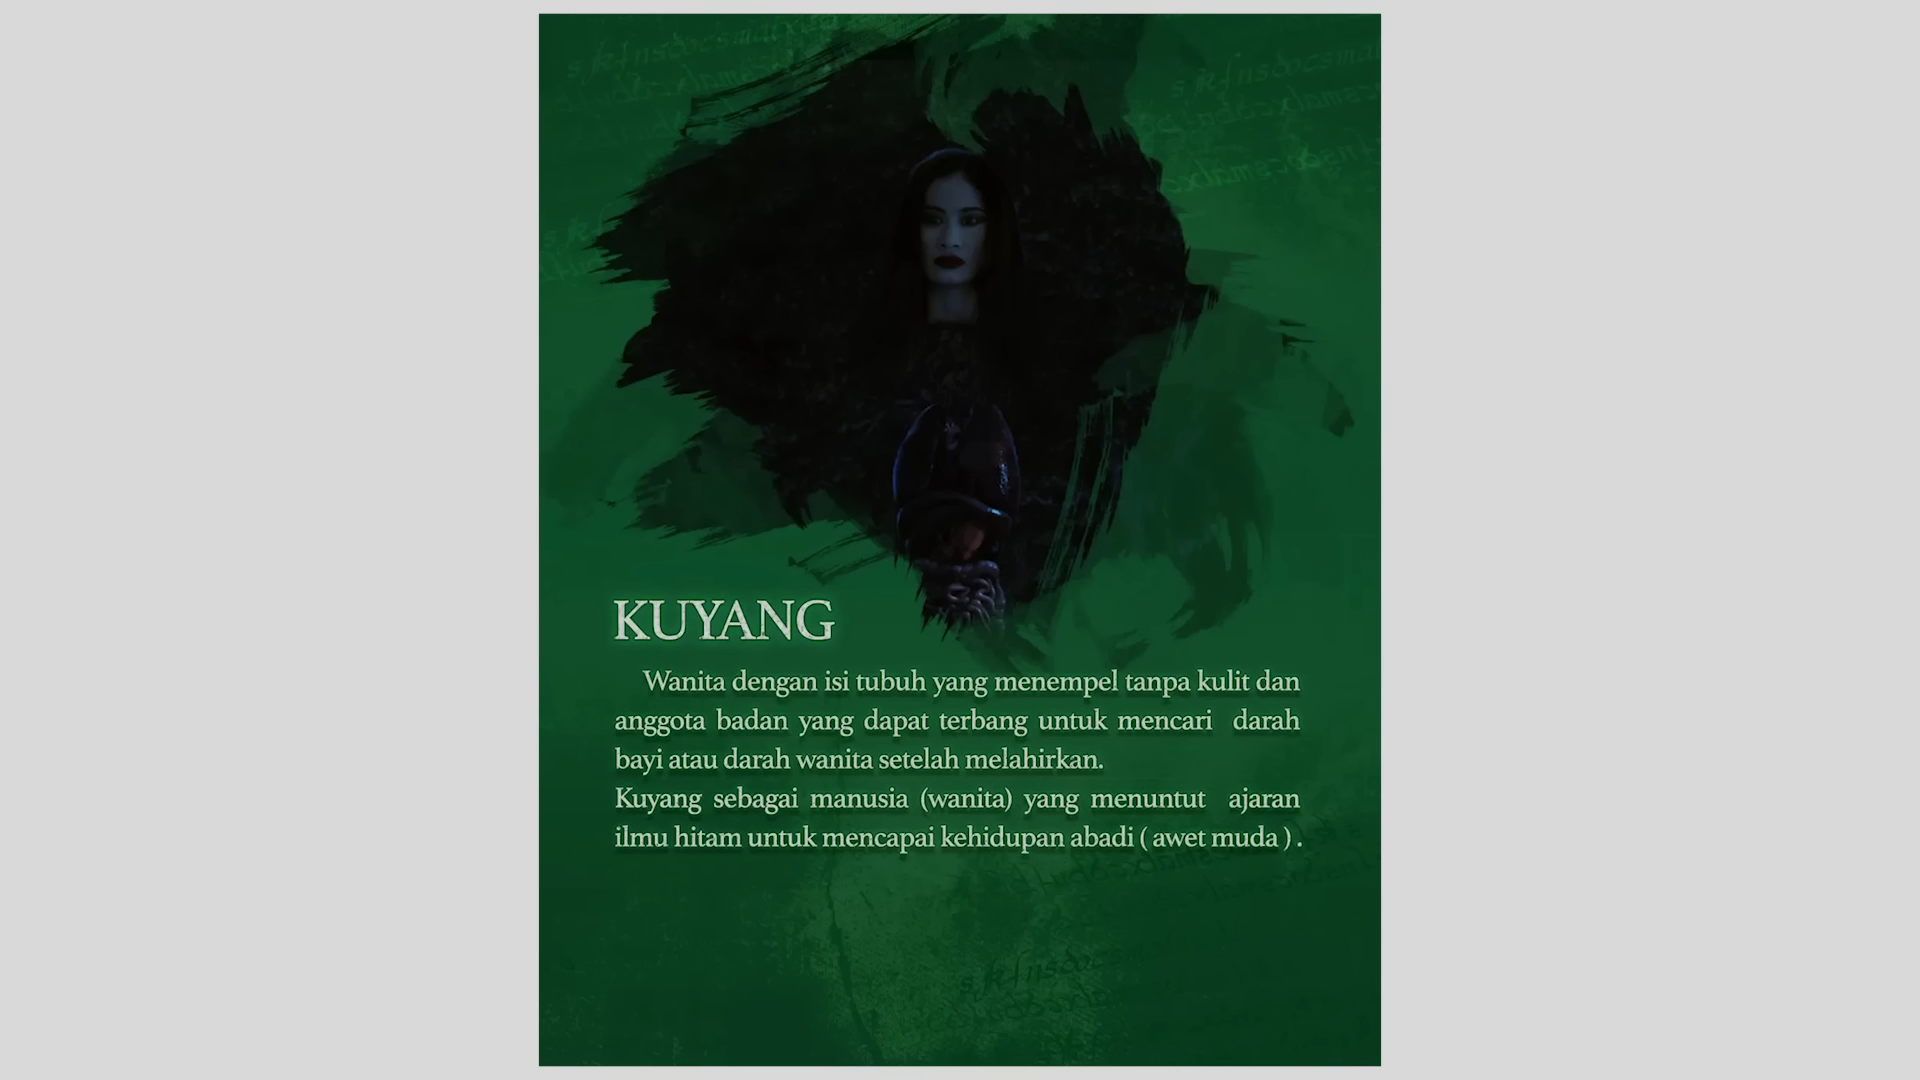 KUYANG
Wanita dengan isi tubuh yang menempel tanpa kulit dan
anggota badan yang dapat terbang untuk mencari darah
bayi atau darah wanita setelah melahirkan.
Kuyang sebagai manusia (wanita) yang menuntut ajaran
ilmu hitam untuk mencapai kehidupan abadi ( awet muda ) .